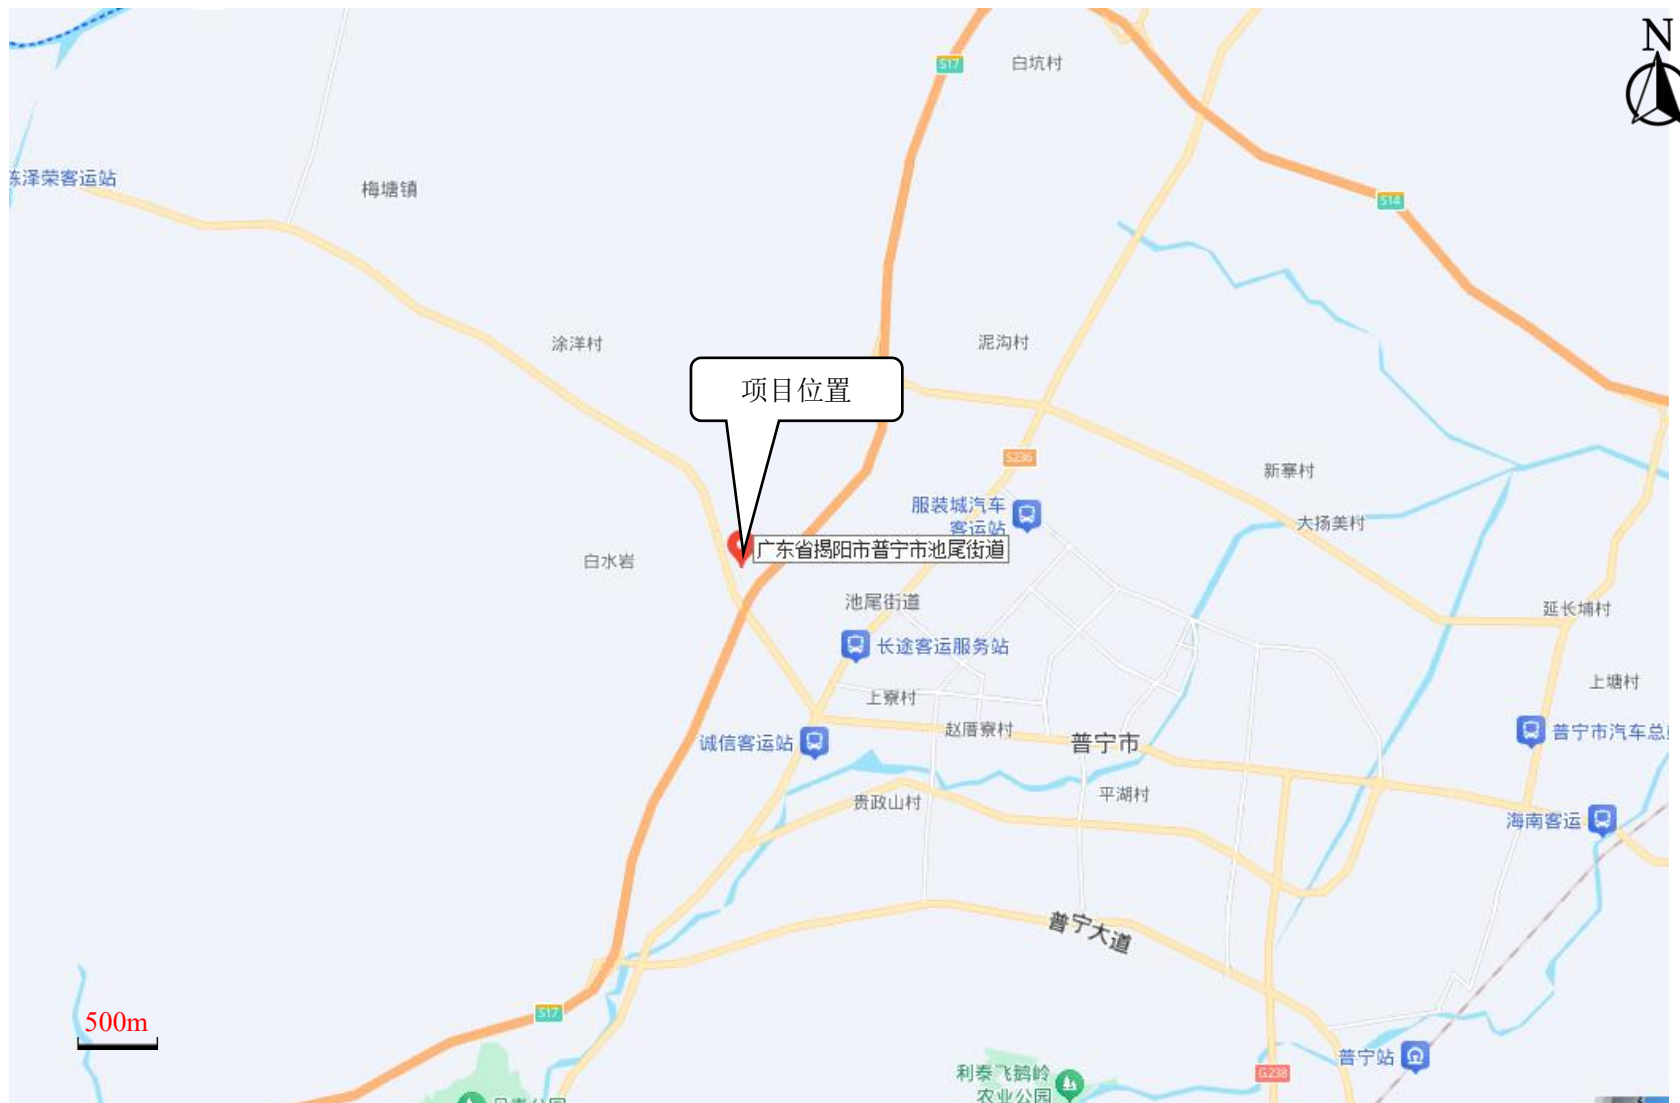 N
白坑村
S17
S14
泽荣客运站
梅塘镇
涂洋村
泥沟村
项目位置
S236
新寨村
服装城汽车
客运站
大扬美村
广东省揭阳市普宁市池尾街道
白水岩
池尾街道
延长埔村
长途客运服务站
上寮村
上塘村
赵厝寮村
普宁市
诚信客运站
普宁市汽车总
平湖村
贵政山村
海南客运
普宁大道
500m
S17
普宁站
G238
利泰飞鹅岭
农业公园